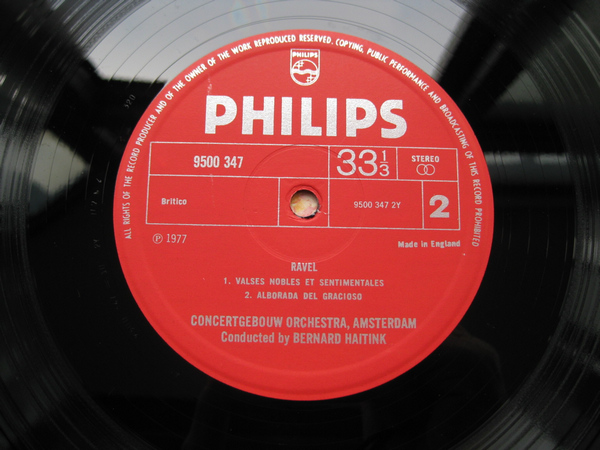 ALL RIGHTS OF THE RECORD PRODUCER AND OF THE OWNER OF THE WORK REPRODUCED RESERVED. COPYING, PUBLIC PERFORMANCE AND BROADCASTING OF THIS RECORD PROHIBITED
PHILIPS
PHILIPS
9500 347
33 1/3
STEREO
Britico
9500 347 2Y
2
Ⓟ 1977
Made in England
RAVEL
1. VALSES NOBLES ET SENTIMENTALES
2. ALBORADA DEL GRACIOSO
CONCERTGEBOUW ORCHESTRA, AMSTERDAM
Conducted by BERNARD HAITINK